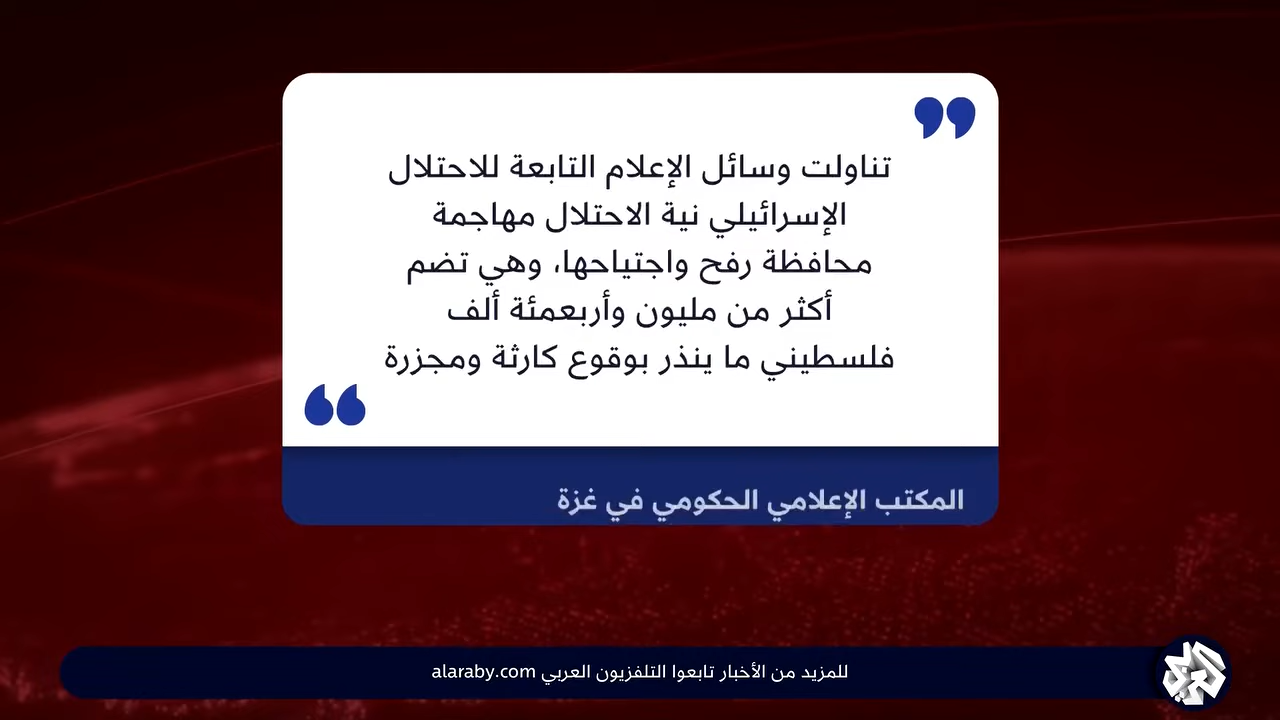 تناولت وسائل الإعلام التابعة للاحتلال
الإسرائيلي نية الاحتلال مهاجمة
محافظة رفح واجتياحها، وهي تضم
أكثر من مليون وأربعمئة ألف
فلسطيني ما ينذر بوقوع كارثة ومجزرة
المكتب الإعلامي الحكومي في غزة
للمزيد من الأخبار تابعوا التلفزيون العربي alaraby.com
العربي